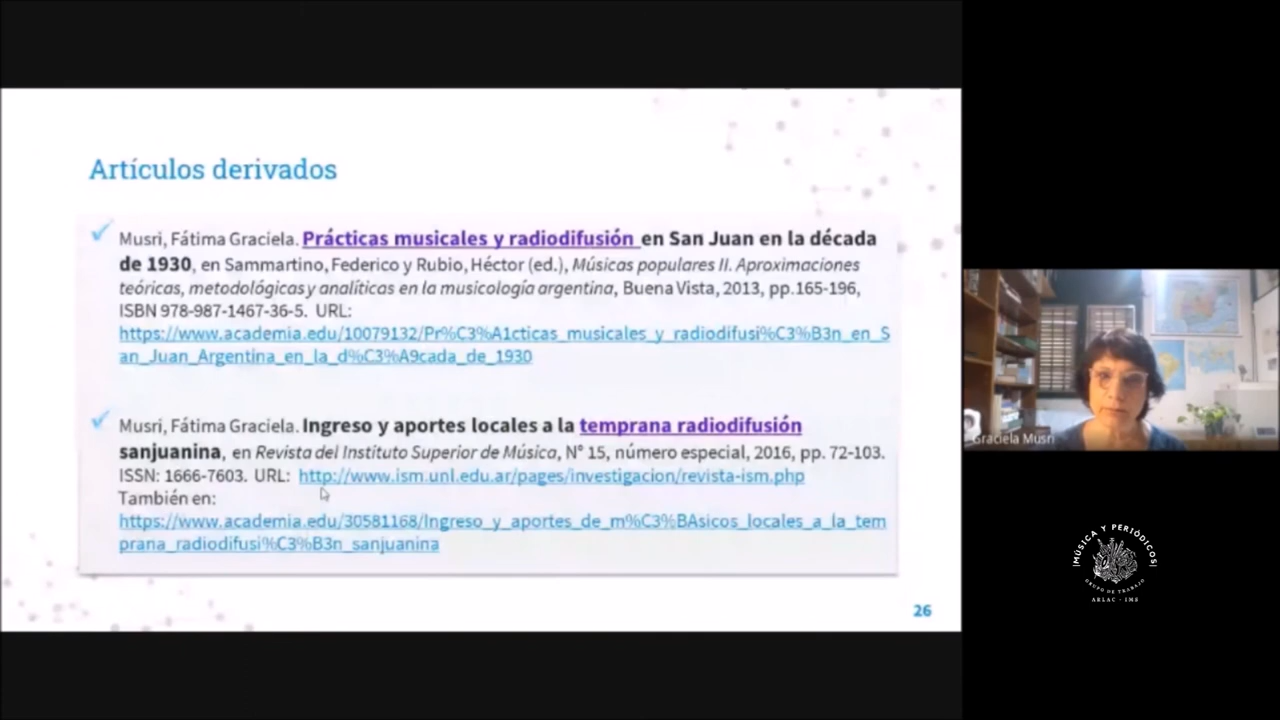 Artículos derivados
Musri, Fátima Graciela. Prácticas musicales y radiodifusión en San Juan en la década
de 1930, en Sammartino, Federico y Rubio, Héctor (ed.), Músicas populares II. Aproximaciones
teóricas, metodológicas y analíticas en la musicología argentina, Buena Vista, 2013, pp.165-196,
ISBN 978-987-1467-36-5. URL:
https://www.academia.edu/10079132/Pr%C3%A1cticas_musicales_y_radiodifusi%C3%B3n_en_S
an_Juan_Argentina_en_la_d%C3%A9cada_de_1930
Musri, Fátima Graciela. Ingreso y aportes locales a la temprana radiodifusión
sanjuanina, en Revista del Instituto Superior de Música, N° 15, número especial, 2016, pp. 72-103.
ISSN: 1666-7603. URL: http://www.ism.unl.edu.ar/pages/investigacion/revista-ism.php
También en:
https://www.academia.edu/30581168/Ingreso_y_aportes_de_m%C3%BAsicos_locales_a_la_tem
prana_radiodifusi%C3%B3n_sanjuanina
26
Graciela Musri
MÚSICA Y PERIÓDICOS
GRUPO DE TRABAJO
ARLAC - IMS